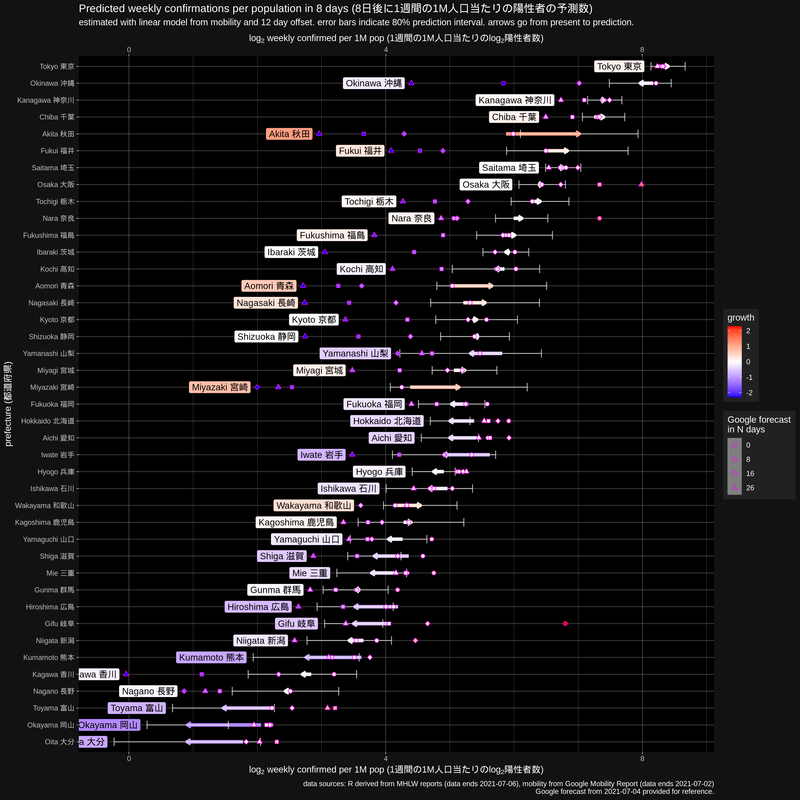 Predicted weekly confirmations per population in 8 days (8日後に1週間の1M人口当たりの陽性者の予測数)
estimated with linear model from mobility and 12 day offset. error bars indicate 80% prediction interval. arrows go from present to prediction.
log2 weekly confirmed per 1M pop (1週間の1M人口当たりのlog2陽性者数)
0 4 8
Tokyo 東京 Tokyo 東京
Okinawa 沖縄 Okinawa 沖縄
Kanagawa 神奈川 Kanagawa 神奈川
Chiba 千葉 Chiba 千葉
Akita 秋田 Akita 秋田
Fukui 福井 Fukui 福井
Saitama 埼玉 Saitama 埼玉
Osaka 大阪 Osaka 大阪
Tochigi 栃木 Tochigi 栃木
Nara 奈良 Nara 奈良
Fukushima 福島 Fukushima 福島
Ibaraki 茨城 Ibaraki 茨城
Kochi 高知 Kochi 高知
Aomori 青森 Aomori 青森
Nagasaki 長崎 Nagasaki 長崎
Kyoto 京都 Kyoto 京都
Shizuoka 静岡 Shizuoka 静岡
Yamanashi 山梨 Yamanashi 山梨
Miyagi 宮城 Miyagi 宮城
Miyazaki 宮崎 Miyazaki 宮崎
Fukuoka 福岡 Fukuoka 福岡
Hokkaido 北海道 Hokkaido 北海道
Aichi 愛知 Aichi 愛知
Iwate 岩手 Iwate 岩手
Hyogo 兵庫 Hyogo 兵庫
Ishikawa 石川 Ishikawa 石川
Wakayama 和歌山 Wakayama 和歌山
Kagoshima 鹿児島 Kagoshima 鹿児島
Yamaguchi 山口 Yamaguchi 山口
Shiga 滋賀 Shiga 滋賀
Mie 三重 Mie 三重
Gunma 群馬 Gunma 群馬
Hiroshima 広島 Hiroshima 広島
Gifu 岐阜 Gifu 岐阜
Niigata 新潟 Niigata 新潟
Kumamoto 熊本 Kumamoto 熊本
Kagawa 香川 awa 香川
Nagano 長野 Nagano 長野
Toyama 富山 Toyama 富山
Okayama 岡山 Okayama 岡山
Oita 大分 a 大分
0 4 8
log2 weekly confirmed per 1M pop (1週間の1M人口当たりのlog2陽性者数)
prefecture (都道府県)
growth
2
1
0
-1
-2
Google forecast
in N days
0
8
16
26
data sources: R derived from MHLW reports (data ends 2021-07-06), mobility from Google Mobility Report (data ends 2021-07-02)
Google forecast from 2021-07-04 provided for reference.